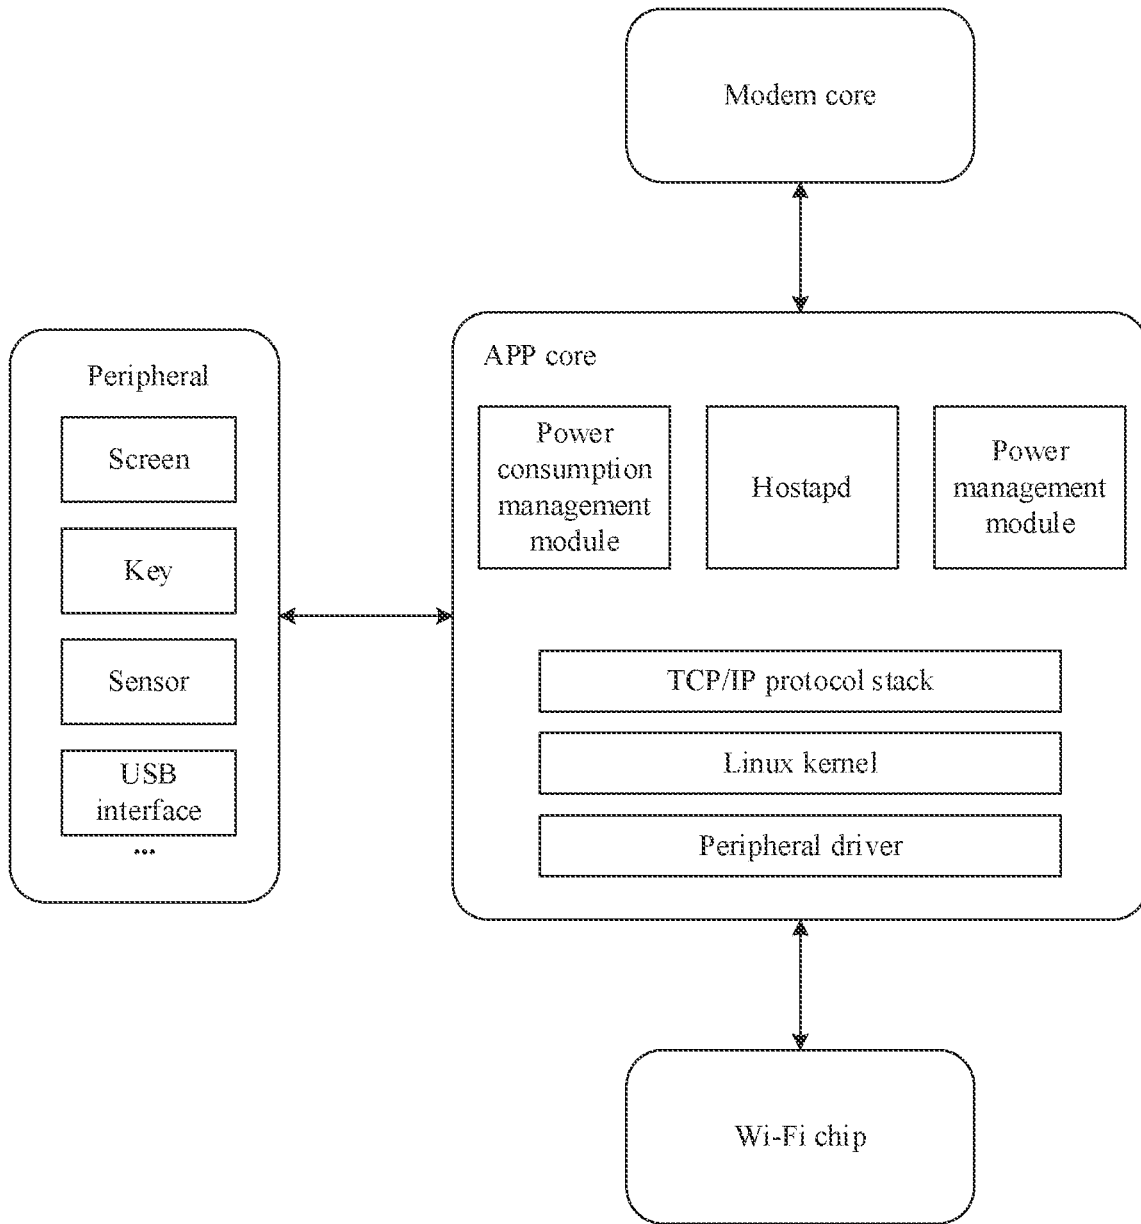 Modem core
APP core
Peripheral
Screen
Key
Sensor
USB
interface
...
Power
consumption
management
module
Hostapd
Power
management
module
TCP/IP protocol stack
Linux kernel
Peripheral driver
Wi-Fi chip